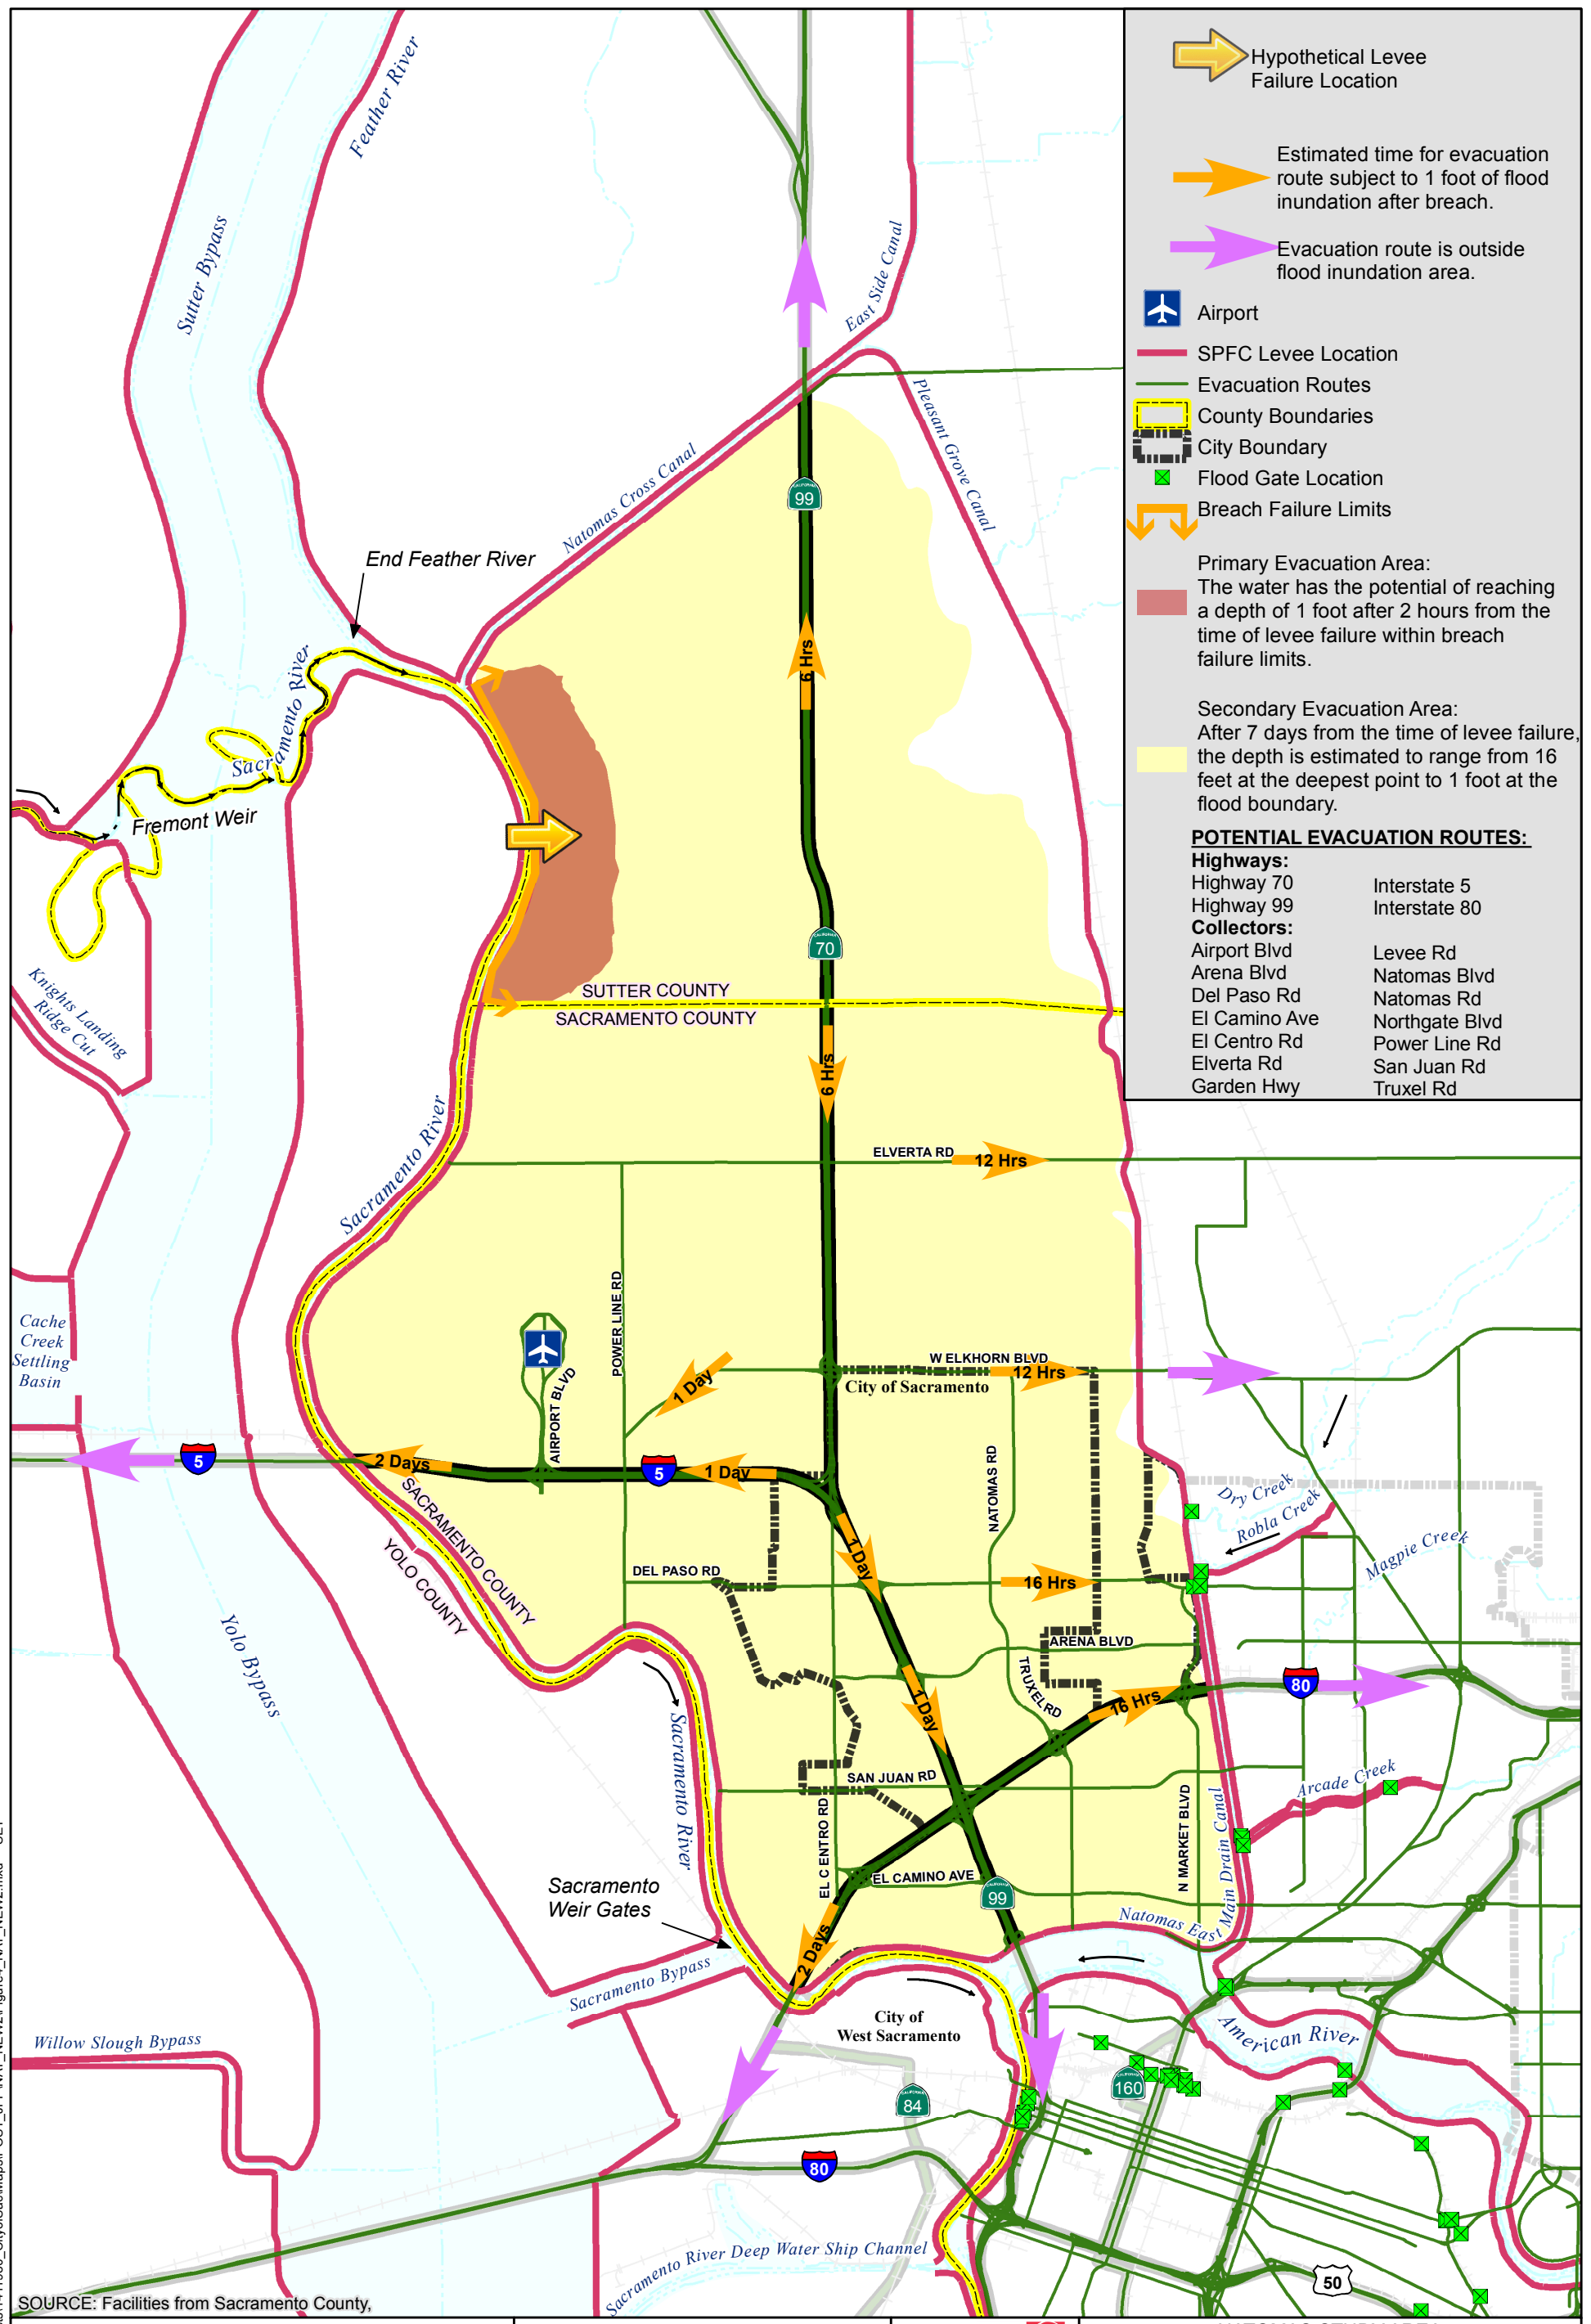 Hypothetical Levee
Failure Location
Estimated time for evacuation
route subject to 1 foot of flood
inundation after breach.
Evacuation route is outside
flood inundation area.
Airport
SPFC Levee Location
Evacuation Routes
County Boundaries
City Boundary
Flood Gate Location
Breach Failure Limits
Primary Evacuation Area:
The water has the potential of reaching
a depth of 1 foot after 2 hours from the
time of levee failure within breach
failure limits.
Secondary Evacuation Area:
After 7 days from the time of levee failure,
the depth is estimated to range from 16
feet at the deepest point to 1 foot at the
flood boundary.
POTENTIAL EVACUATION ROUTES:
Highways:
Highway 70
Interstate 5
Highway 99
Interstate 80
Collectors:
Airport Blvd
Levee Rd
Arena Blvd
Natomas Blvd
Del Paso Rd
Natomas Rd
El Camino Ave
Northgate Blvd
El Centro Rd
Power Line Rd
Elverta Rd
San Juan Rd
Garden Hwy
Truxel Rd
Feather River
Sutter Bypass
East Side Canal
Pleasant Grove Canal
Natomas Cross Canal
CALIFORNIA
99
End Feather River
6 Hrs
Sacramento River
Fremont Weir
CALIFORNIA
70
Knights Landing
Ridge Cut
SUTTER COUNTY
SACRAMENTO COUNTY
6 Hrs
Sacramento River
ELVERTA RD
12 Hrs
POWER LINE RD
Cache
Creek
Settling
Basin
W ELKHORN BLVD
12 Hrs
City of Sacramento
1 Day
AIRPORT BLVD
5
2 Days
5
1 Day
NATOMAS RD
SACRAMENTO COUNTY
YOLO COUNTY
Dry Creek
Robla Creek
Magpie Creek
1 Day
DEL PASO RD
16 Hrs
Yolo Bypass
ARENA BLVD
TRUXEL RD
1 Day
80
16 Hrs
Sacramento River
SAN JUAN RD
Arcade Creek
EL C ENTRO RD
N MARKET BLVD
Natomas East Main Drain Canal
EL CAMINO AVE
CALIFORNIA
99
Sacramento
Weir Gates
2 Days
Sacramento Bypass
City of
West Sacramento
American River
Willow Slough Bypass
CALIFORNIA
84
CALIFORNIA
160
80
Sacramento River Deep Water Ship Channel
50
SOURCE: Facilities from Sacramento County,